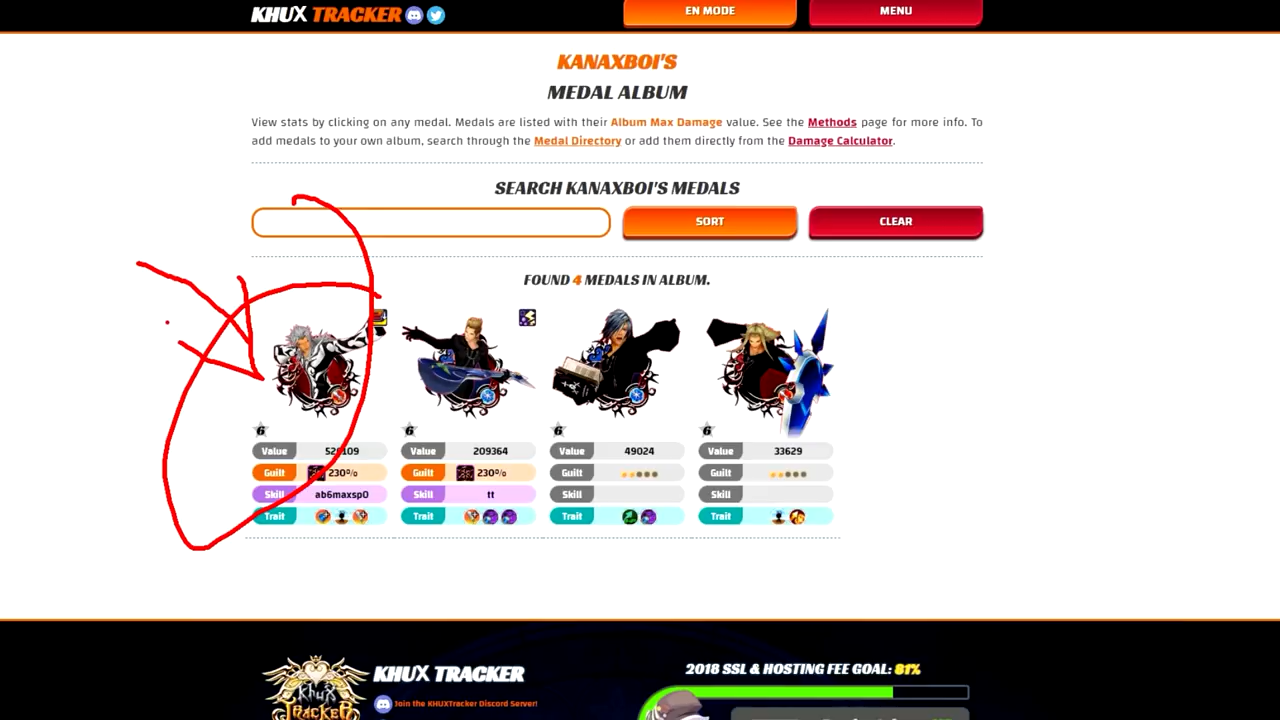 KHUX TRACKER
EN MODE
MENU
KANAXBOI'S
MEDAL ALBUM
View stats by clicking on any medal. Medals are listed with their Album Max Damage value. See the Methods page for more info. To
add medals to your own album, search through the Medal Directory or add them directly from the Damage Calculator.
SEARCH KANAXBOI'S MEDALS
SORT
CLEAR
FOUND 4 MEDALS IN ALBUM.
6 6 6 6
Value Value 209364 Value 49024 Value 33629
Guilt 230% Guilt 230% Guilt Guilt
Skill ab6maxsp0 Skill tt Skill Skill
Trait Trait Trait Trait
KHUX TRACKER
2018 SSL & HOSTING FEE GOAL: 81%
Join the KHUXTracker Discord Server!
KhuX
TRACKER